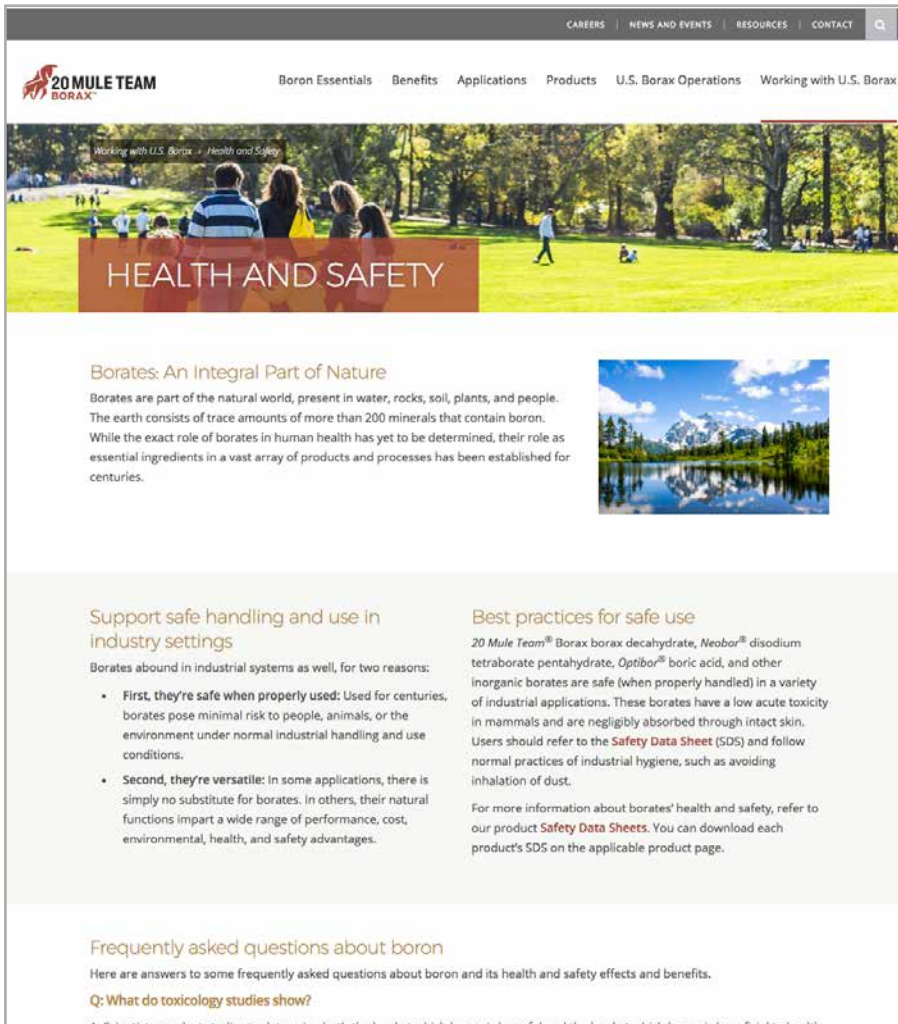 CAREERS | NEWS AND EVENTS | RESOURCES | CONTACT
20 MULE TEAM
BORAX™
Boron Essentials Benefits Applications Products U.S. Borax Operations Working with U.S. Borax
Working with U.S. Borax › Health and Safety
HEALTH AND SAFETY
Borates: An Integral Part of Nature
Borates are part of the natural world, present in water, rocks, soil, plants, and people.
The earth consists of trace amounts of more than 200 minerals that contain boron.
While the exact role of borates in human health has yet to be determined, their role as
essential ingredients in a vast array of products and processes has been established for
centuries.
Support safe handling and use in
industry settings
Borates abound in industrial systems as well, for two reasons:
• First, they're safe when properly used: Used for centuries,
borates pose minimal risk to people, animals, or the
environment under normal industrial handling and use
conditions.
• Second, they're versatile: In some applications, there is
simply no substitute for borates. In others, their natural
functions impart a wide range of performance, cost,
environmental, health, and safety advantages.
Best practices for safe use
20 Mule Team® Borax borax decahydrate, Neobor® disodium
tetraborate pentahydrate, Optibor® boric acid, and other
inorganic borates are safe (when properly handled) in a variety
of industrial applications. These borates have a low acute toxicity
in mammals and are negligibly absorbed through intact skin.
Users should refer to the Safety Data Sheet (SDS) and follow
normal practices of industrial hygiene, such as avoiding
inhalation of dust.
For more information about borates' health and safety, refer to
our product Safety Data Sheets. You can download each
product's SDS on the applicable product page.
Frequently asked questions about boron
Here are answers to some frequently asked questions about boron and its health and safety effects and benefits.
Q: What do toxicology studies show?